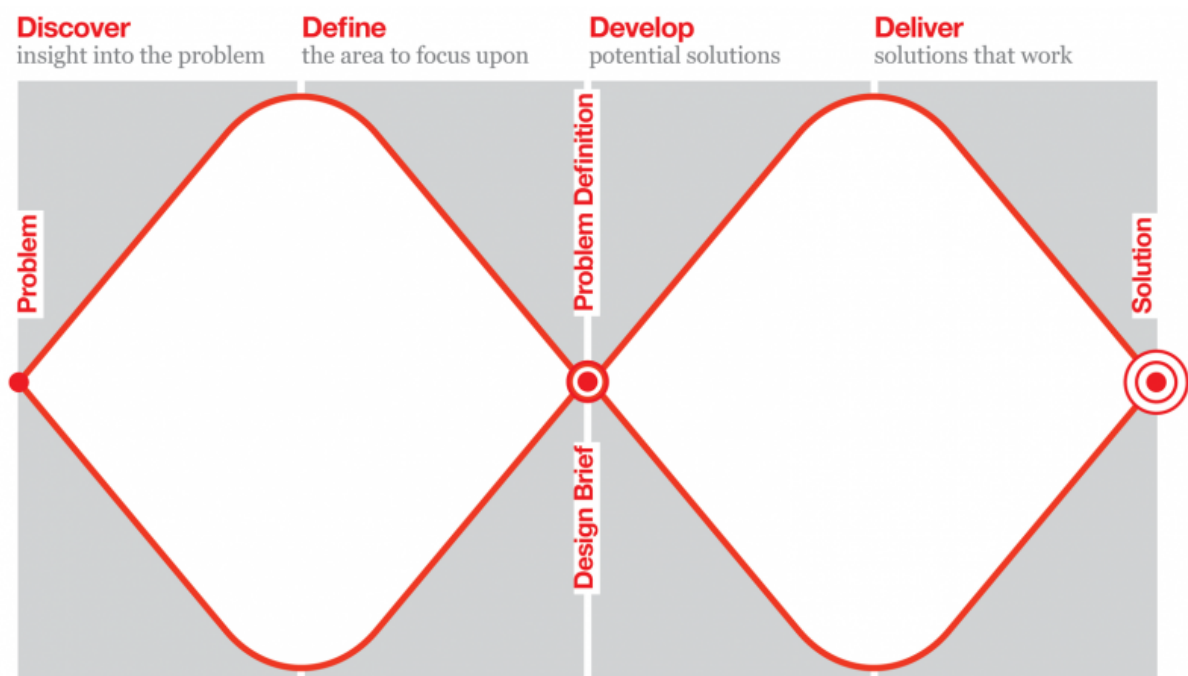 Discover
insight into the problem
Define
the area to focus upon
Develop
potential solutions
Deliver
solutions that work
Problem
Problem Definition
Design Brief
Solution